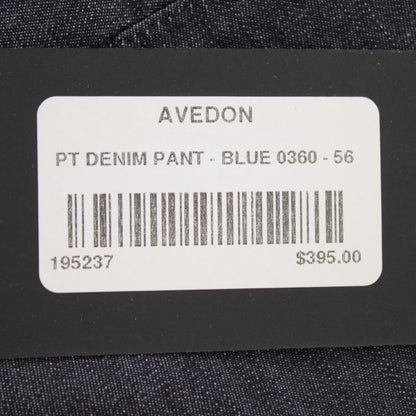 AVEDON
PT DENIM PANT - BLUE 0360 - 56
195237 $395.00